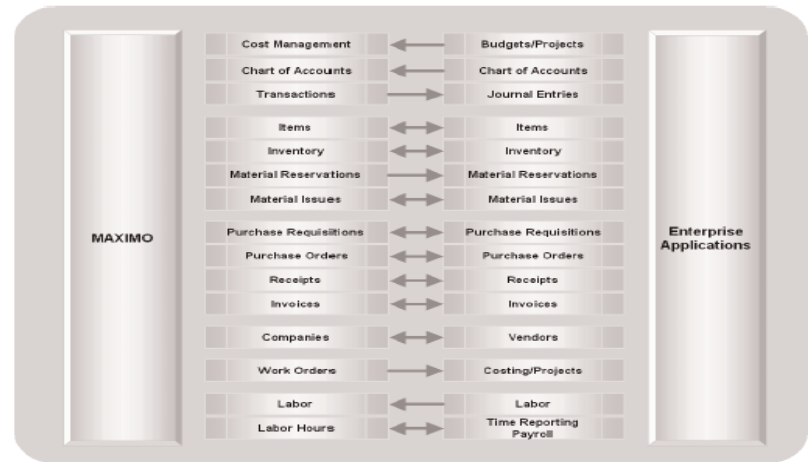 Cost Management Budgets/Projects
Chart of Accounts Chart of Accounts
Transactions Journal Entries
Items Items
Inventory Inventory
Material Reservations Material Reservations
Material Issues Material Issues
MAXIMO
Purchase Requisitions Purchase Requisitions
Enterprise
Applications
Purchase Orders Purchase Orders
Receipts Receipts
Invoices Invoices
Companies Vendors
Work Orders Costing/Projects
Labor Labor
Labor Hours Time Reporting
Payroll